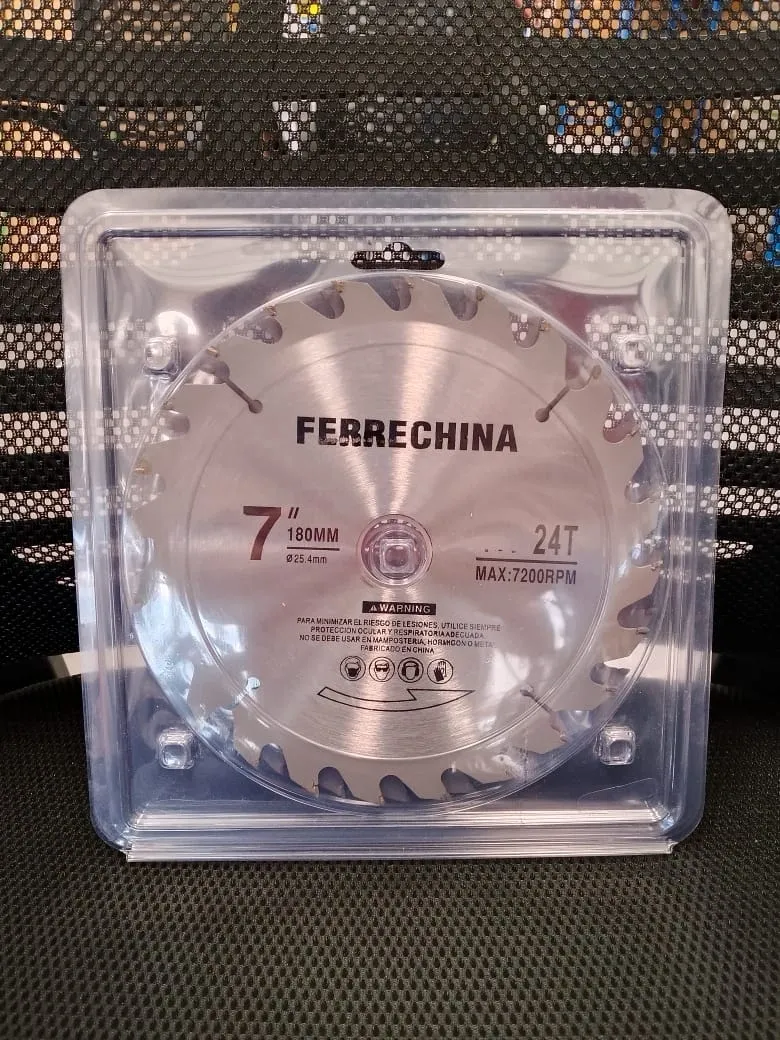 FERRECHINA
7"
180MM
Ø25.4mm
24T
MAX:7200RPM
WARNING
PARA MINIMIZAR EL RIESGO DE LESIONES, UTILICE SIEMPRE
PROTECCION OCULAR Y RESPIRATORIA ADECUADA
NO SE DEBE USAR EN MAMPOSTERIA, HORMIGON O METAL
FABRICADO EN CHINA